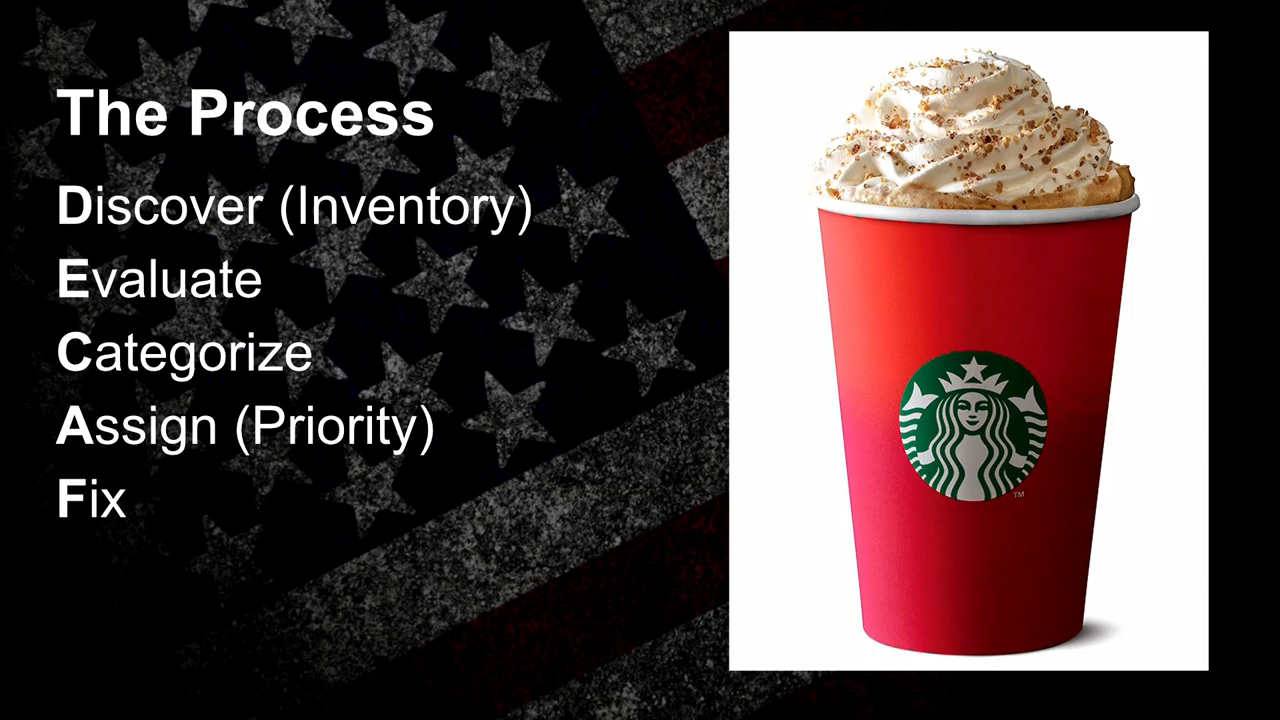 The Process
Discover (Inventory)
Evaluate
Categorize
Assign (Priority)
Fix
TM